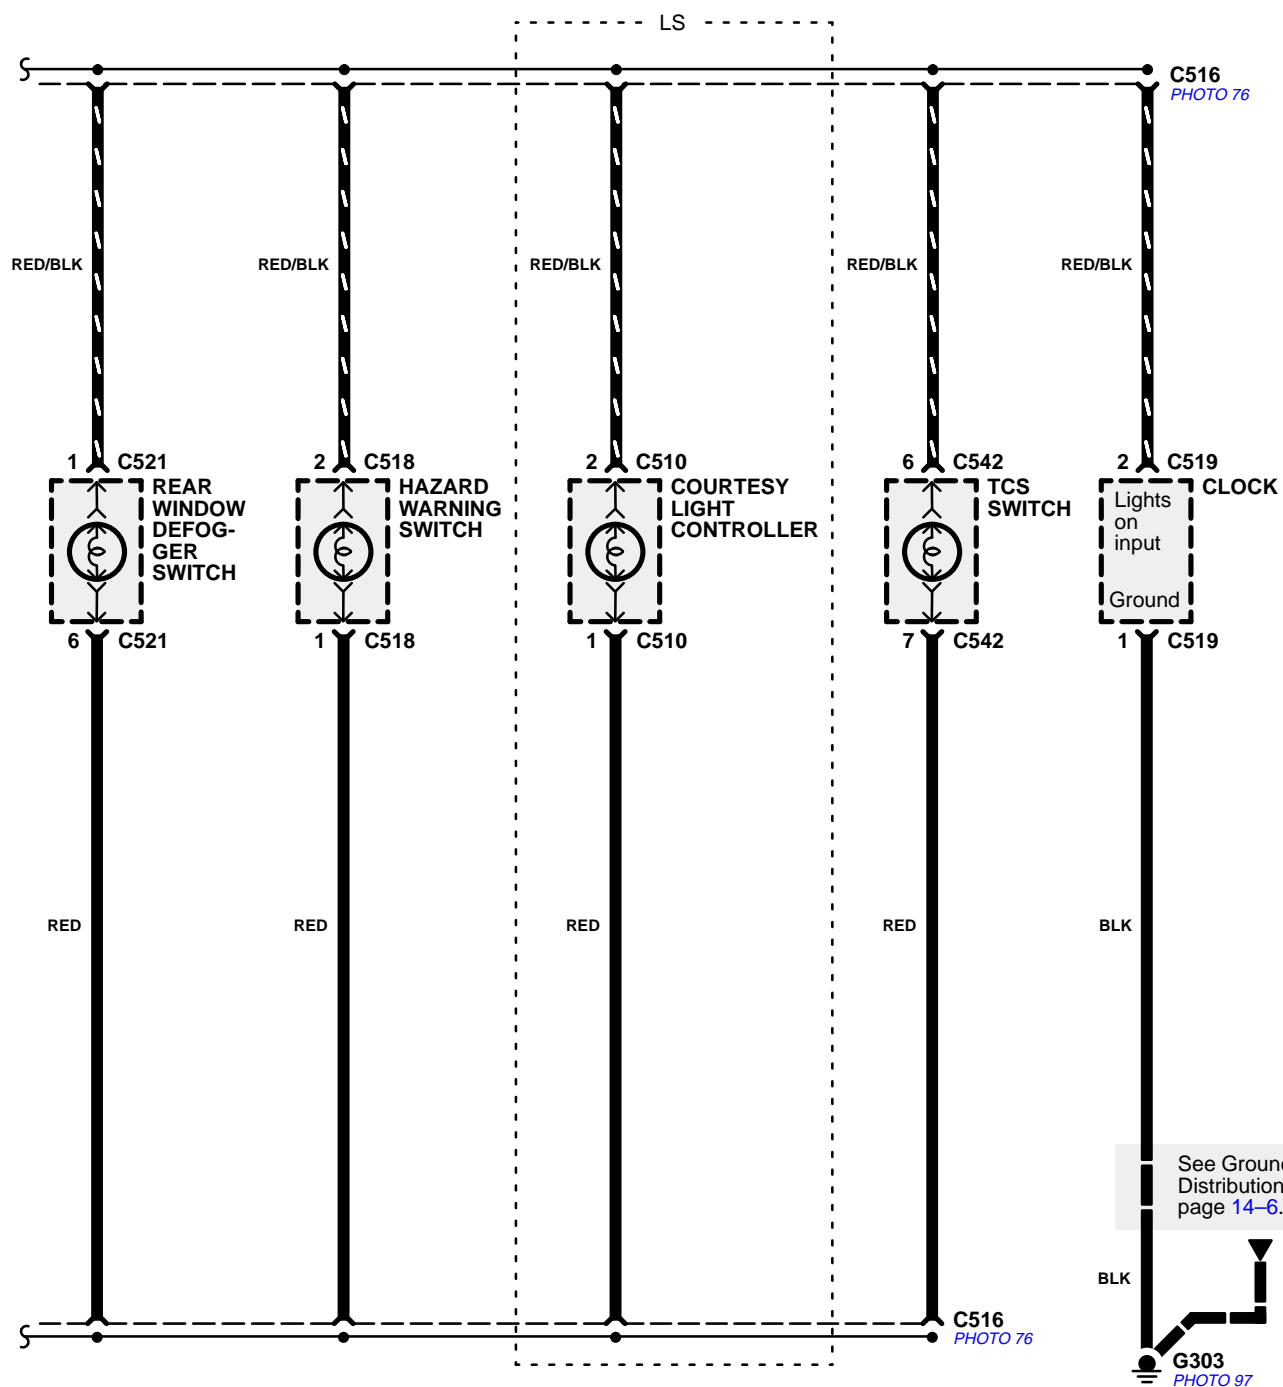 LS
C516
PHOTO 76
RED/BLK
RED/BLK
RED/BLK
RED/BLK
RED/BLK
1 C521
2 C518
2 C510
6 C542
2 C519
REAR
WINDOW
DEFOG-
GER
SWITCH
HAZARD
WARNING
SWITCH
COURTESY
LIGHT
CONTROLLER
TCS
SWITCH
CLOCK
Lights
on
input
Ground
6 C521
1 C518
1 C510
7 C542
1 C519
RED
RED
RED
RED
BLK
See Ground
Distribution
page 14–6.
BLK
C516
PHOTO 76
G303
PHOTO 97